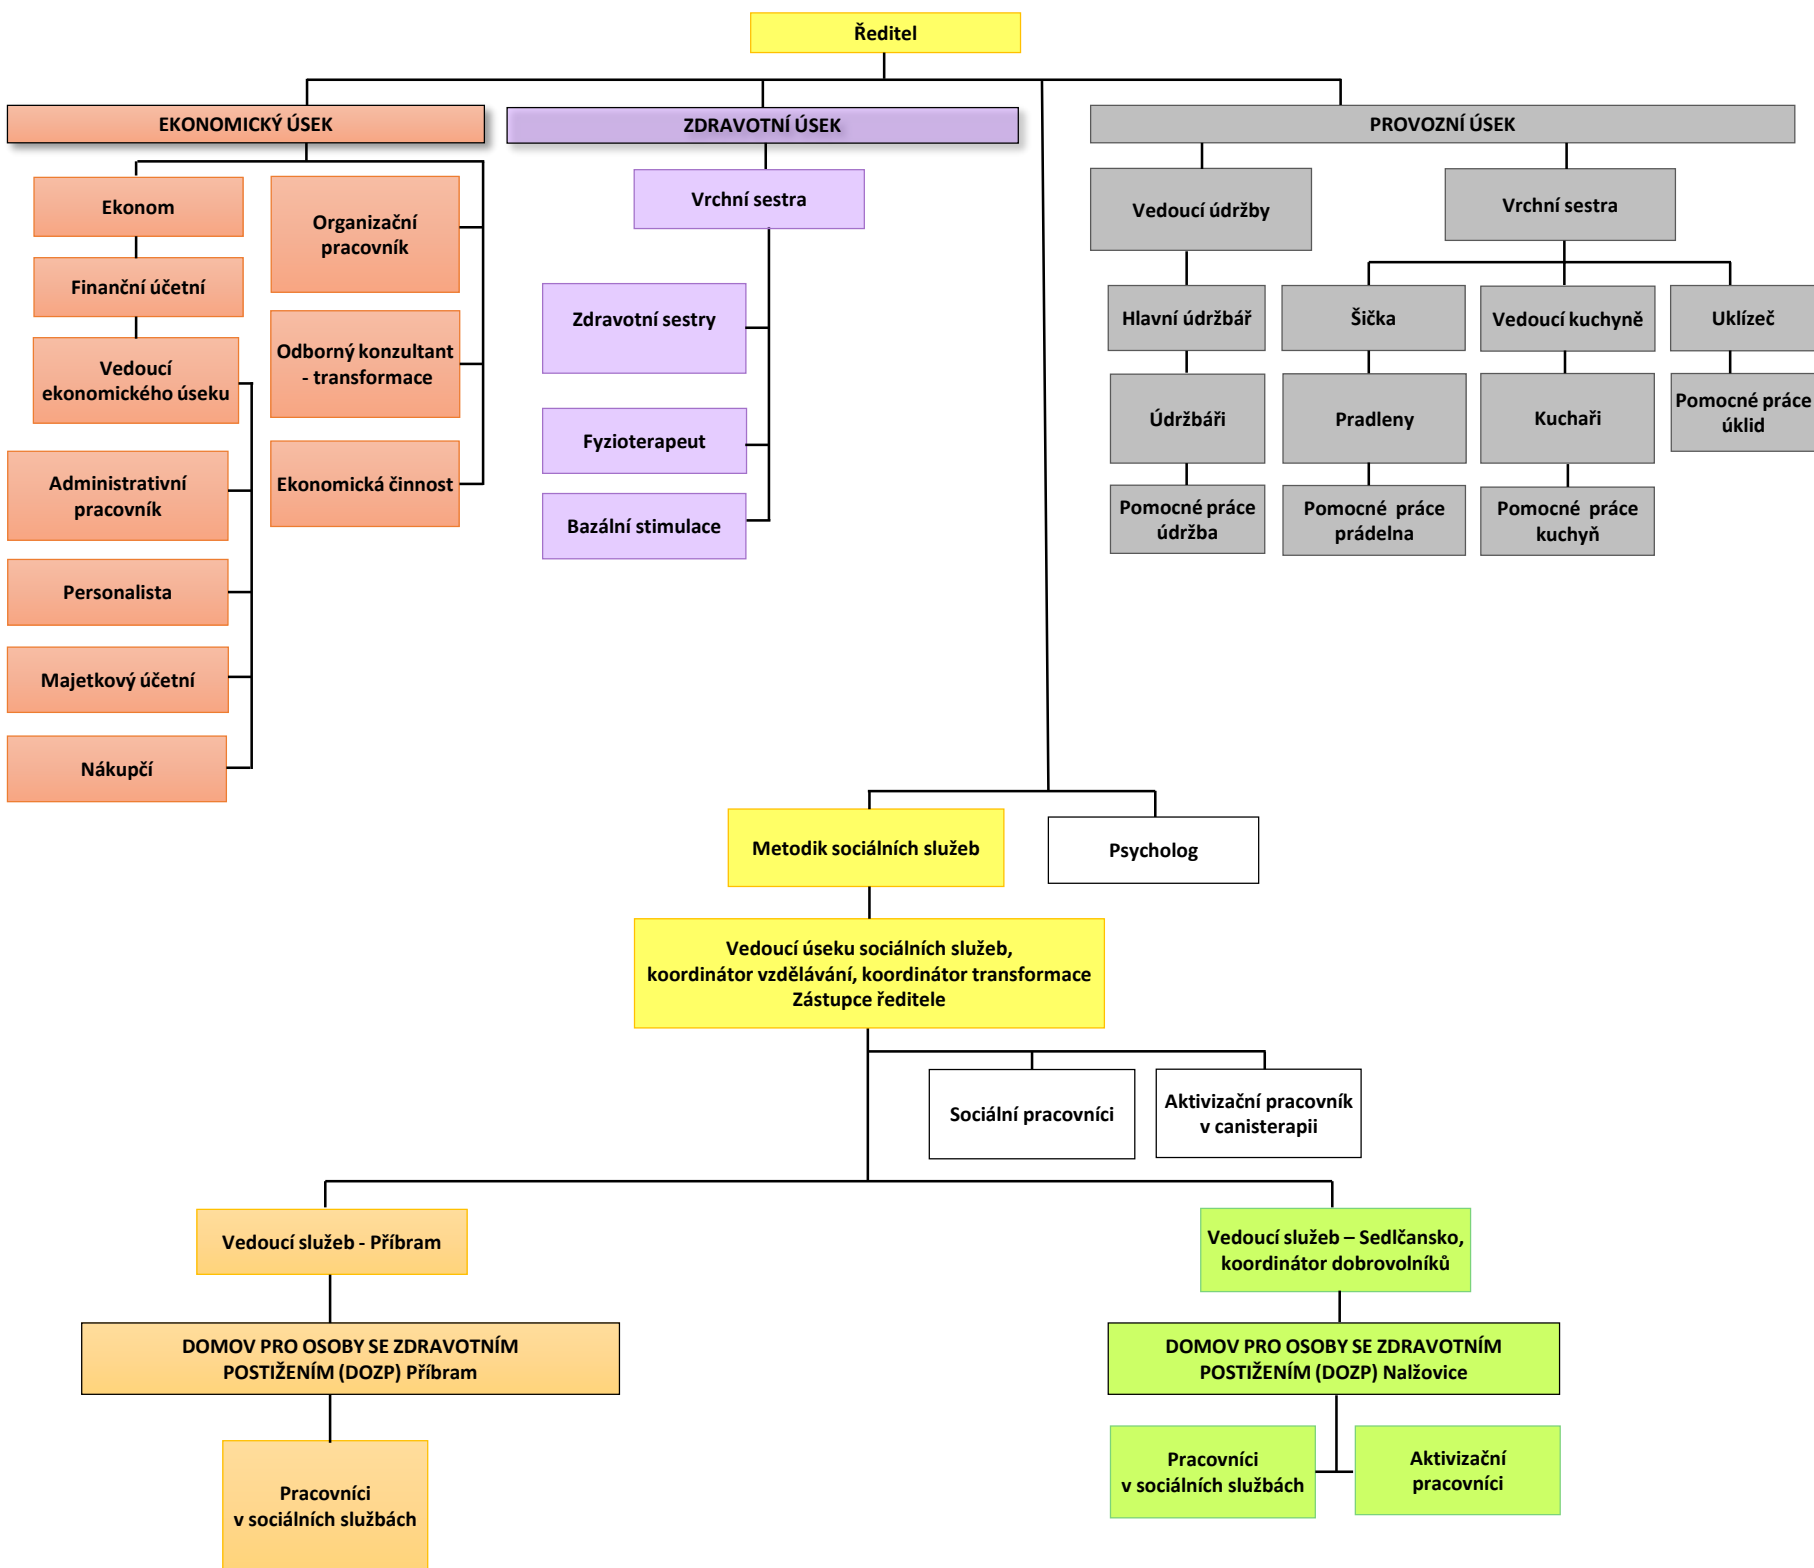 Ředitel
EKONOMICKÝ ÚSEK
Ekonom
Finanční účetní
Vedoucí
ekonomického úseku
Administrativní
pracovník
Personalista
Majetkový účetní
Nákupčí
Organizační
pracovník
Odborný konzultant
- transformace
Ekonomická činnost
ZDRAVOTNÍ ÚSEK
Vrchní sestra
Zdravotní sestry
Fyzioterapeut
Bazální stimulace
PROVOZNÍ ÚSEK
Vedoucí údržby
Hlavní údržbář
Údržbáři
Pomocné práce
údržba
Vrchní sestra
Šička
Pradleny
Pomocné práce
prádelna
Vedoucí kuchyně
Kuchaři
Pomocné práce
kuchyň
Uklízeč
Pomocné práce
úklid
Metodik sociálních služeb
Psycholog
Vedoucí úseku sociálních služeb,
koordinátor vzdělávání, koordinátor transformace
Zástupce ředitele
Sociální pracovníci
Aktivizační pracovník
v canisterapii
Vedoucí služeb - Příbram
DOMOV PRO OSOBY SE ZDRAVOTNÍM
POSTIŽENÍM (DOZP) Příbram
Pracovníci
v sociálních službách
Vedoucí služeb – Sedlčansko,
koordinátor dobrovolníků
DOMOV PRO OSOBY SE ZDRAVOTNÍM
POSTIŽENÍM (DOZP) Nalžovice
Pracovníci
v sociálních službách
Aktivizační
pracovníci